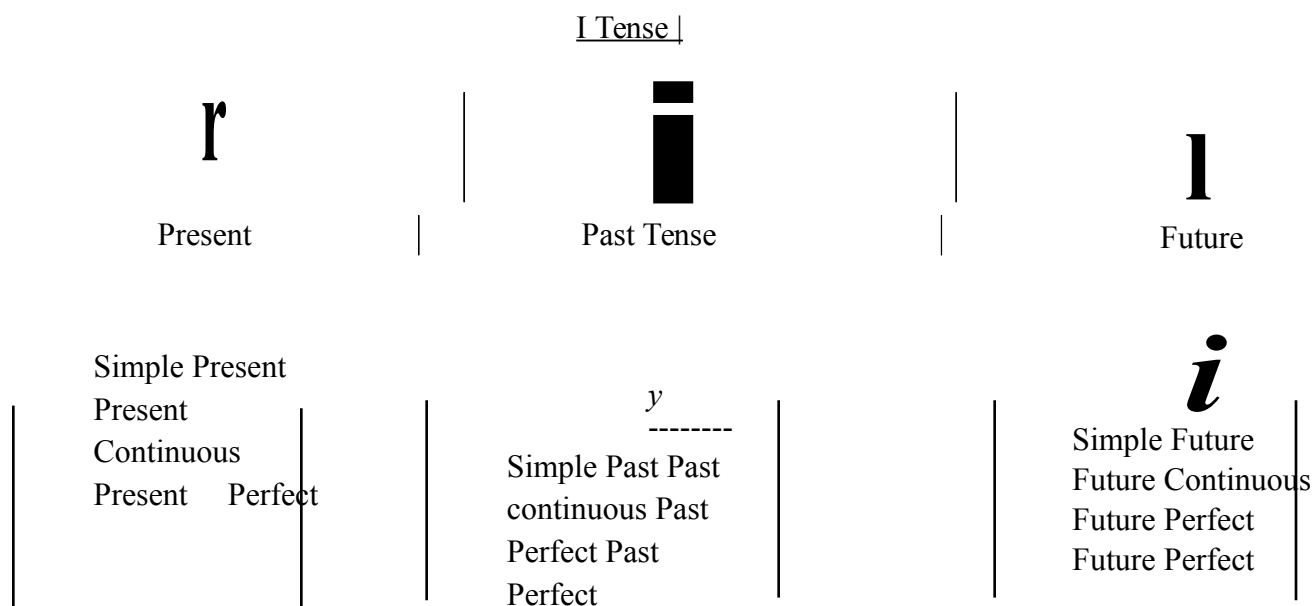 I Tense |
r
i
ı
Present
Past Tense
Future
Simple Present
Present
Continuous
Present Perfect
y
--------
Simple Past Past
continuous Past
Perfect Past
Perfect
i
Simple Future
Future Continuous
Future Perfect
Future Perfect